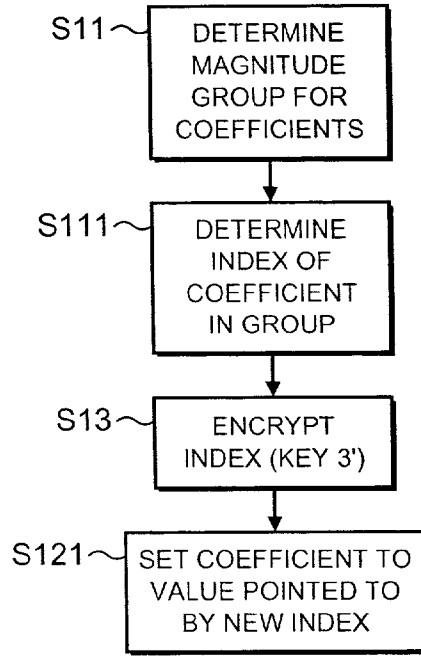 S11
DETERMINE
MAGNITUDE
GROUP FOR
COEFFICIENTS
S111
DETERMINE
INDEX OF
COEFFICIENT
IN GROUP
S13
ENCRYPT
INDEX (KEY 3')
S121
SET COEFFICIENT TO
VALUE POINTED TO
BY NEW INDEX